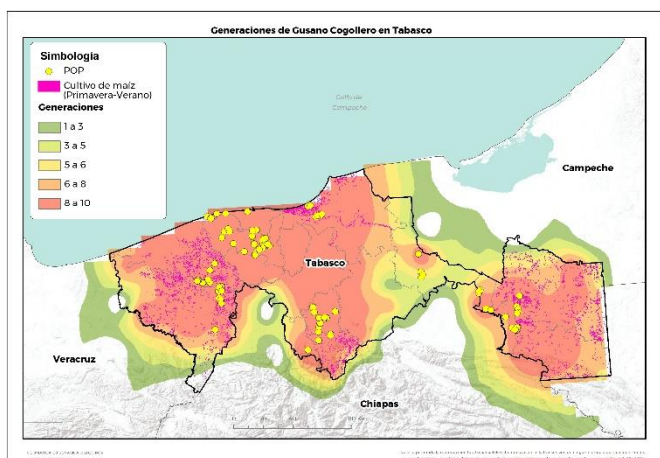 Generaciones de Gusano Cogollero en Tabasco
Simbología
POP
Cultivo de maíz
(Primavera-Verano)
Generaciones
1 a 3
3 a 5
5 a 6
6 a 8
8 a 10
Golfo de
Campeche
Campeche
Tabasco
Veracruz
Chiapas